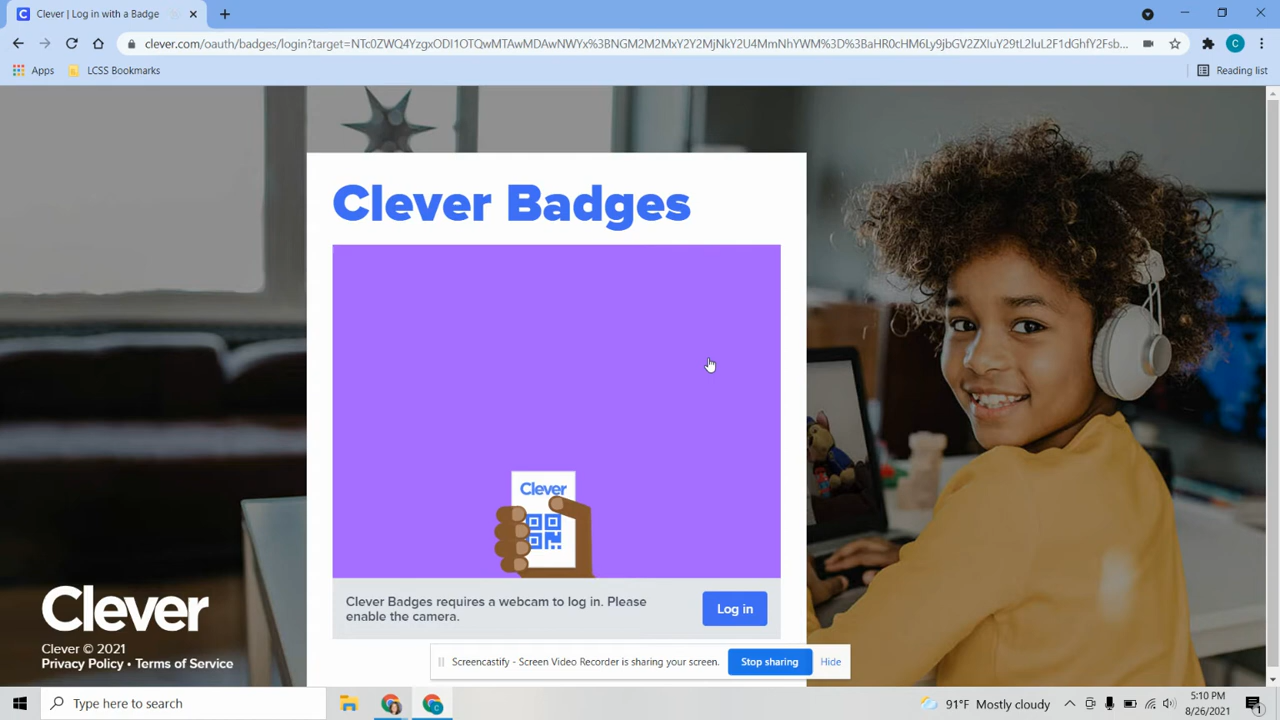 Clever | Log in with a Badge
clever.com/oauth/badges/login?target=NTc0ZWQ4YzgxODI1OTQwMTAwMDAwNWYx%3BNGM2M2MxY2Y2MjNkY2U4MmNhYWM%3D%3BaHR0cHM6Ly9jbGV2ZXIuY29tL2luL2F1dGhfY2Fsb...
C
Apps
LCSS Bookmarks
Reading list
Clever Badges
Clever
Clever Badges requires a webcam to log in. Please
enable the camera.
Log in
Clever
Clever © 2021
Privacy Policy • Terms of Service
Screencastify - Screen Video Recorder is sharing your screen.
Stop sharing
Hide
Type here to search
91°F Mostly cloudy
5:10 PM
8/26/2021
1